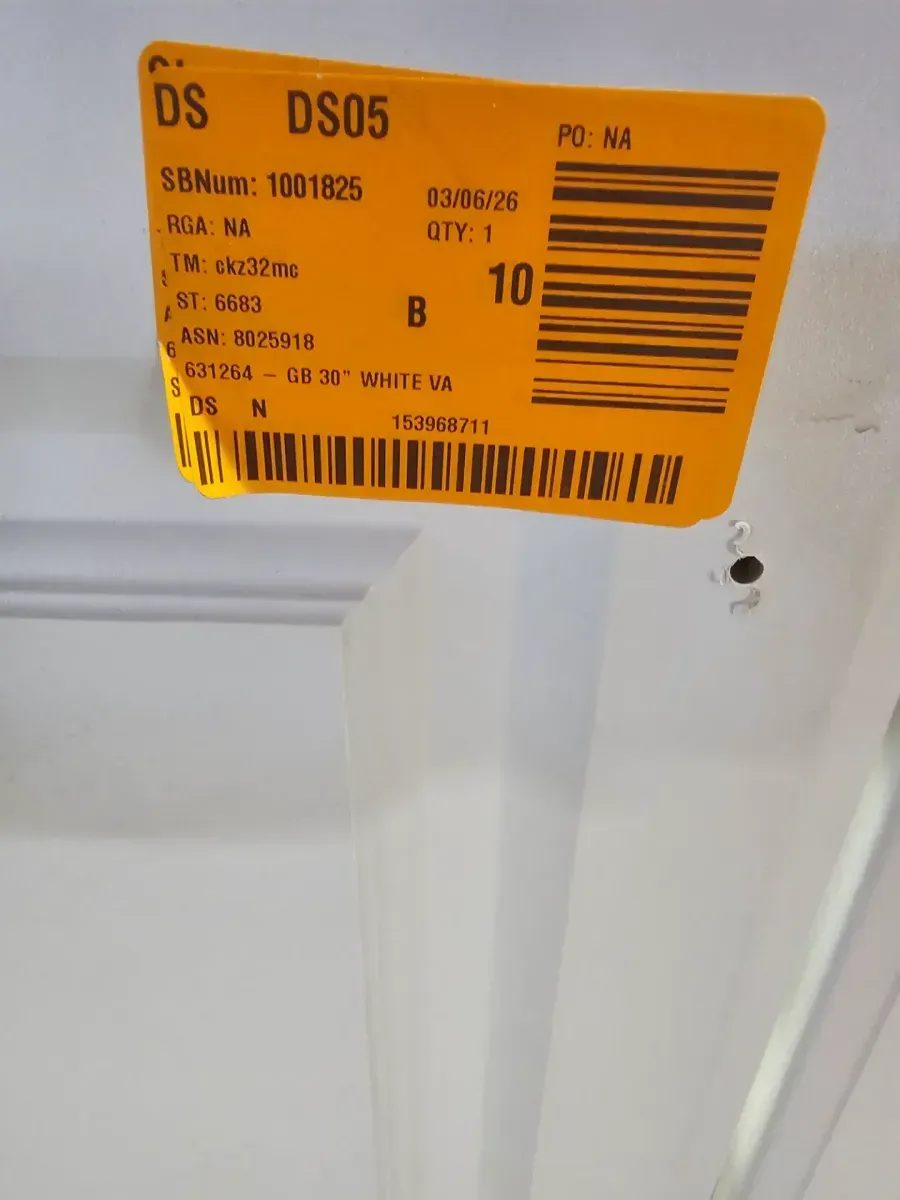 DS DS05
PO: NA
SBNum: 1001825
03/06/26
RGA: NA
QTY: 1
TM: ckz32mc
10
ST: 6683
B
ASN: 8025918
631264 – GB 30" WHITE VA
DS N
153968711